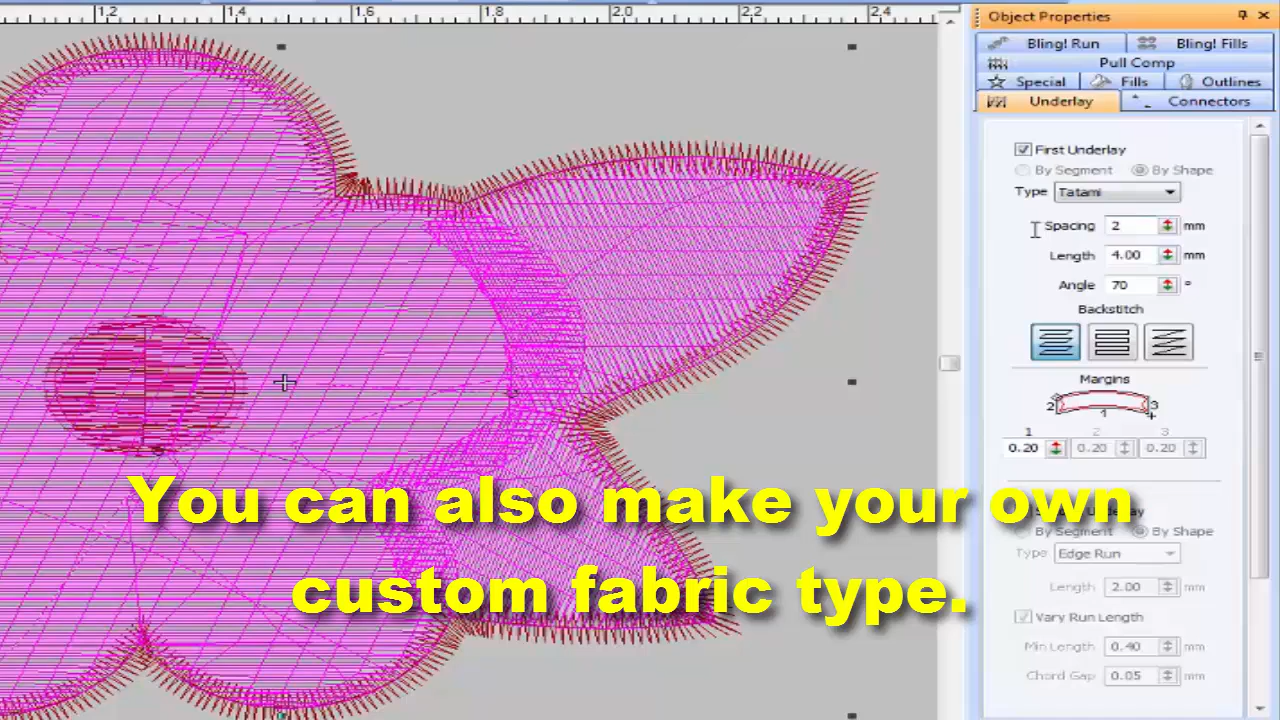 1.2 1.4 1.6 1.8 2.0 2.2 2.4
Object Properties
Bling! Run Bling! Fills
Pull Comp
Special Fills Outlines
Underlay Connectors
First Underlay
By Segment By Shape
Type Tatami
Spacing 2 mm
Length 4.00 mm
Angle 70 °
Backstitch
Margins
2 3
1
1 2 3
0.20 0.20 0.20
You can also make your own
custom fabric type.
By Segment By Shape
Type Edge Run
Length 2.00 mm
Vary Run Length
Min Length 0.40 mm
Chord Gap 0.05 mm